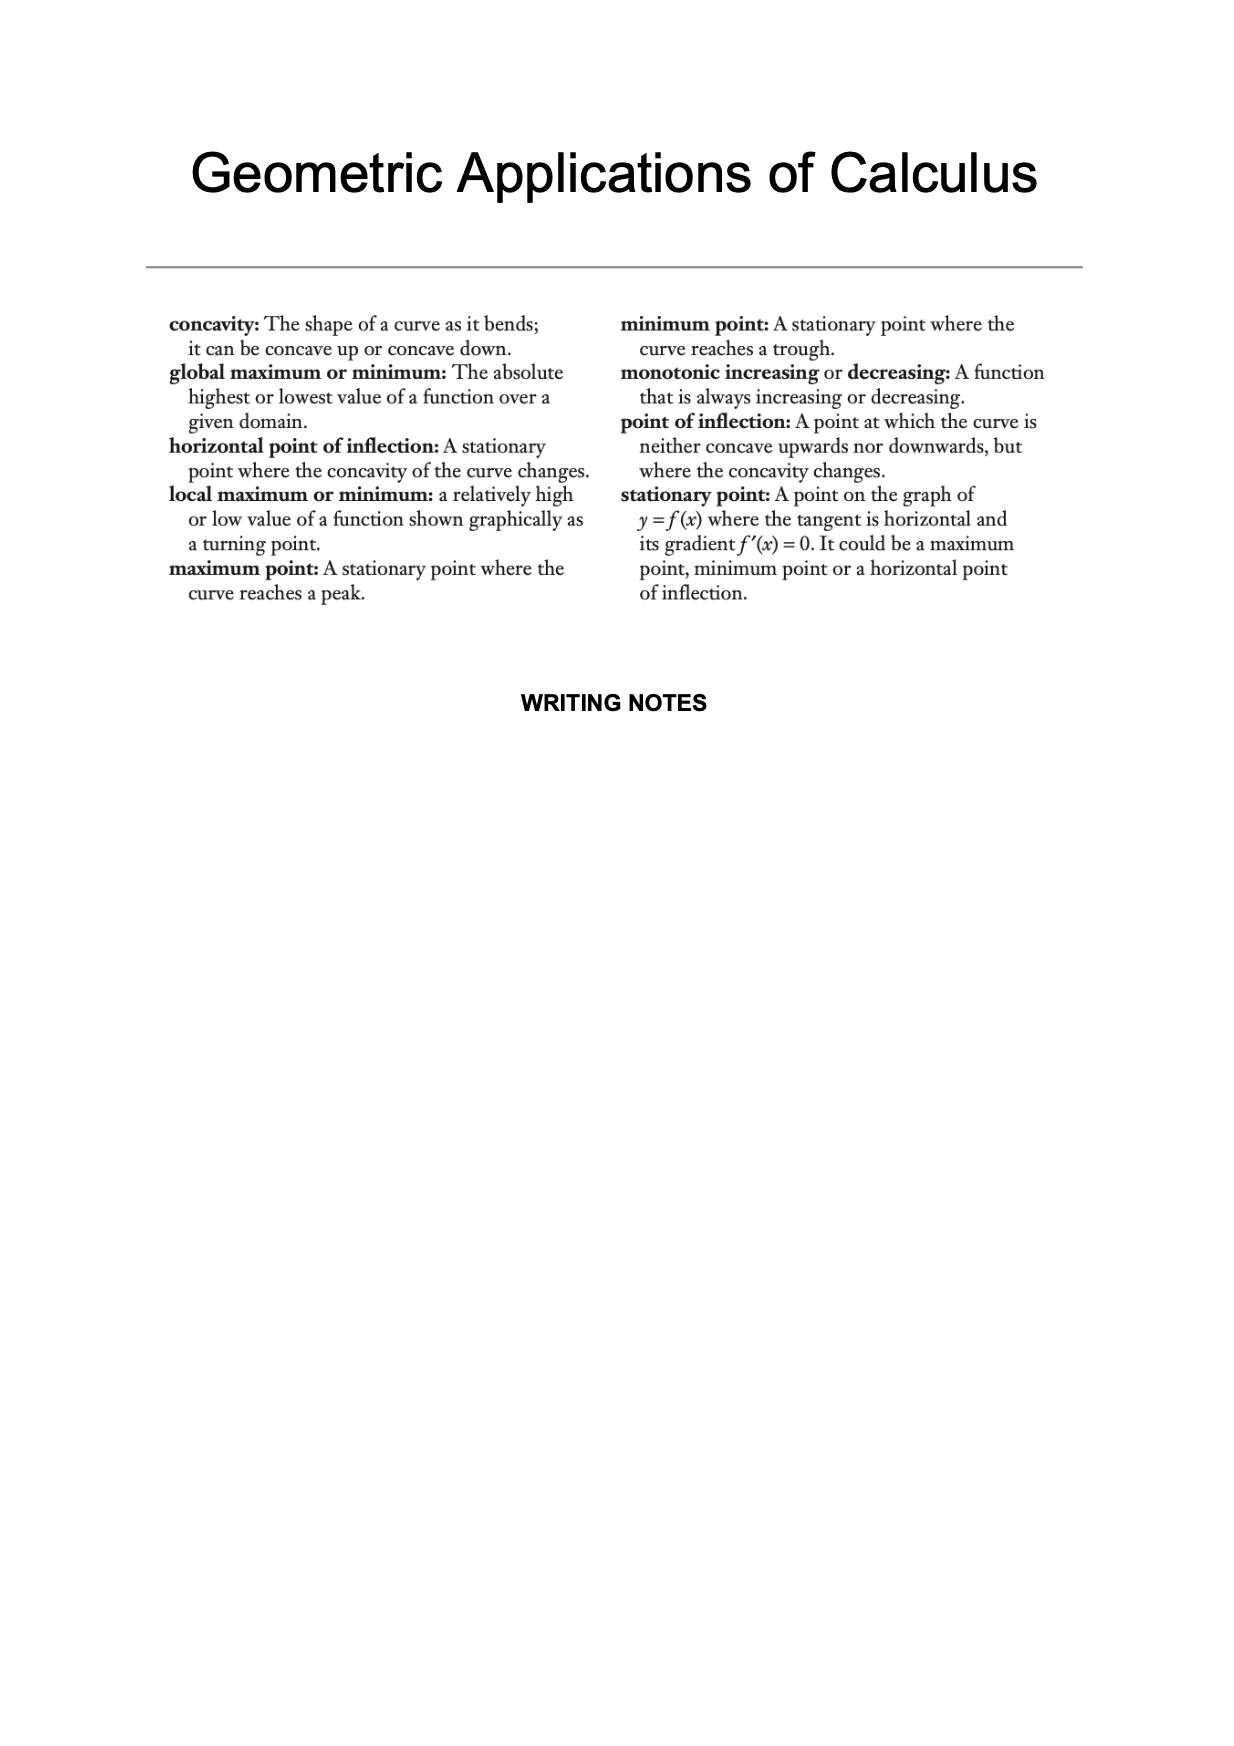 Geometric Applications of Calculus
concavity: The shape of a curve as it bends;
it can be concave up or concave down.
global maximum or minimum: The absolute
highest or lowest value of a function over a
given domain.
horizontal point of inflection: A stationary
point where the concavity of the curve changes.
local maximum or minimum: a relatively high
or low value of a function shown graphically as
a turning point.
maximum point: A stationary point where the
curve reaches a peak.
minimum point: A stationary point where the
curve reaches a trough.
monotonic increasing or decreasing: A function
that is always increasing or decreasing.
point of inflection: A point at which the curve is
neither concave upwards nor downwards, but
where the concavity changes.
stationary point: A point on the graph of
y = f (x) where the tangent is horizontal and
its gradient f ′(x) = 0. It could be a maximum
point, minimum point or a horizontal point
of inflection.
WRITING NOTES